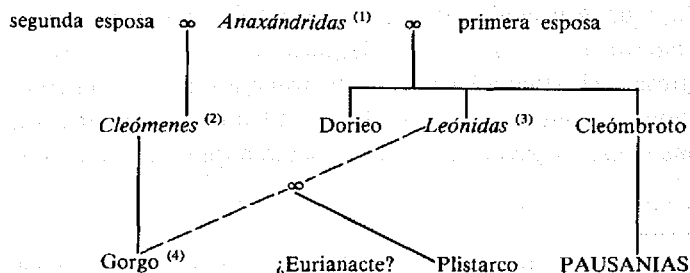 segunda esposa ∞ Anaxándridas (1) ∞ primera esposa
Cleómenes (2) Dorieo Leónidas (3) Cleómbroto
∞
Gorgo (4) ¿Eurianacte? Plistarco PAUSANIAS